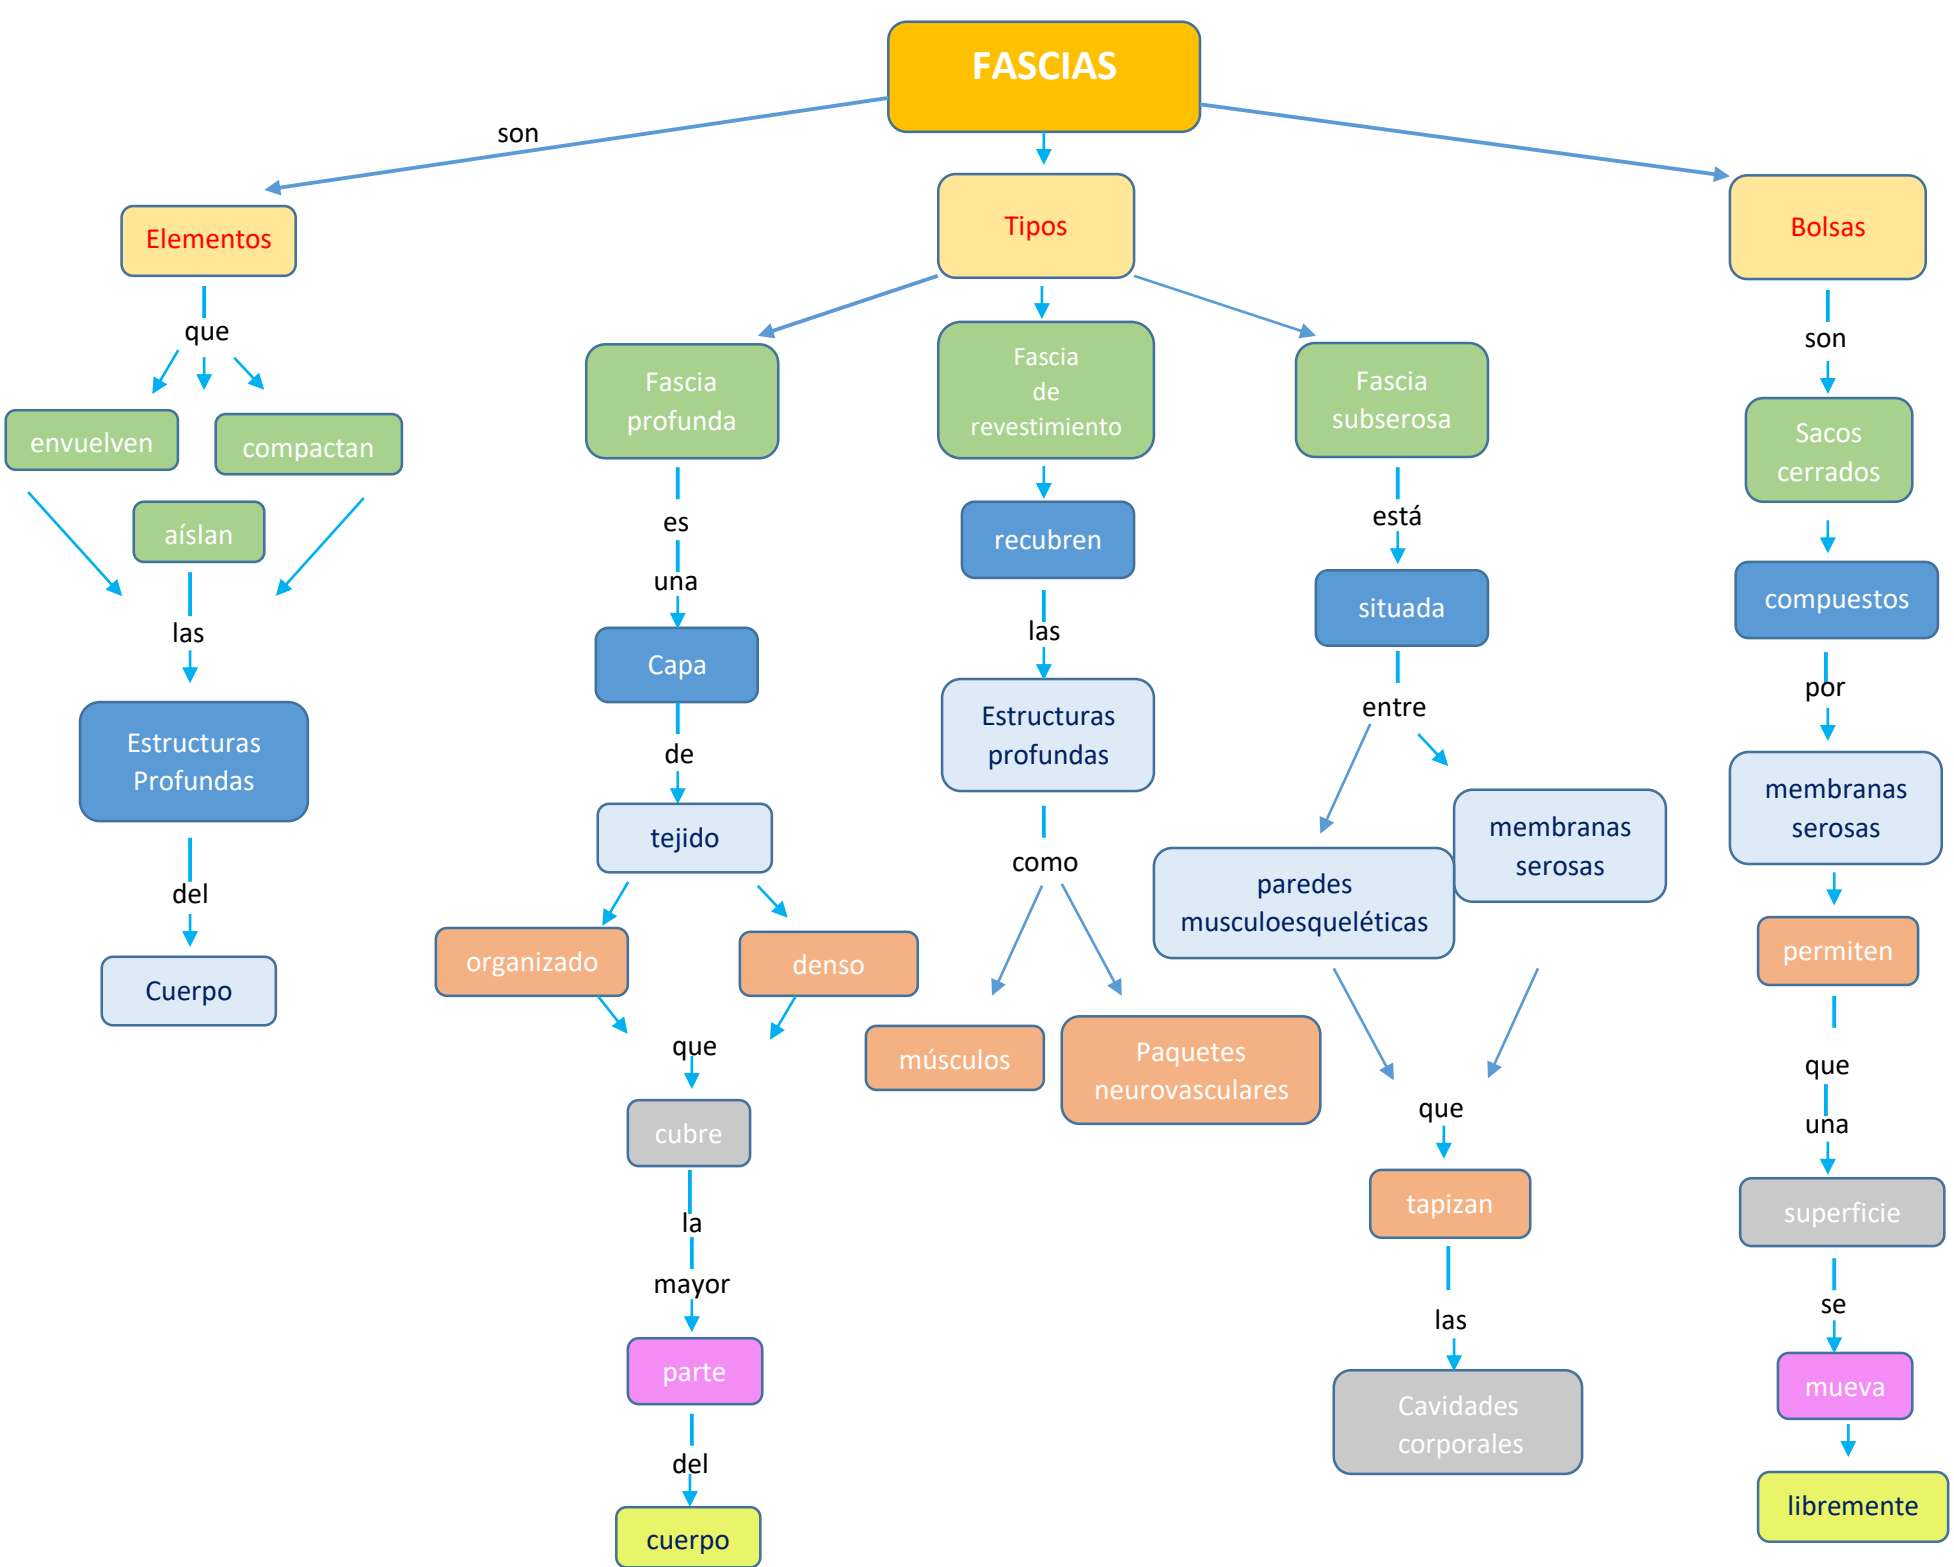 FASCIAS
son
Elementos
que
envuelven
compactan
aíslan
las
Estructuras
Profundas
del
Cuerpo
Tipos
Fascia
profunda
es
una
Capa
de
tejido
organizado
denso
que
cubre
la
mayor
parte
del
cuerpo
Fascia
de
revestimiento
recubren
las
Estructuras
profundas
como
músculos
Paquetes
neurovasculares
Fascia
subserosa
está
situada
entre
paredes
musculoesqueléticas
membranas
serosas
que
tapizan
las
Cavidades
corporales
Bolsas
son
Sacos
cerrados
compuestos
por
membranas
serosas
permiten
que
una
superficie
se
mueva
libremente